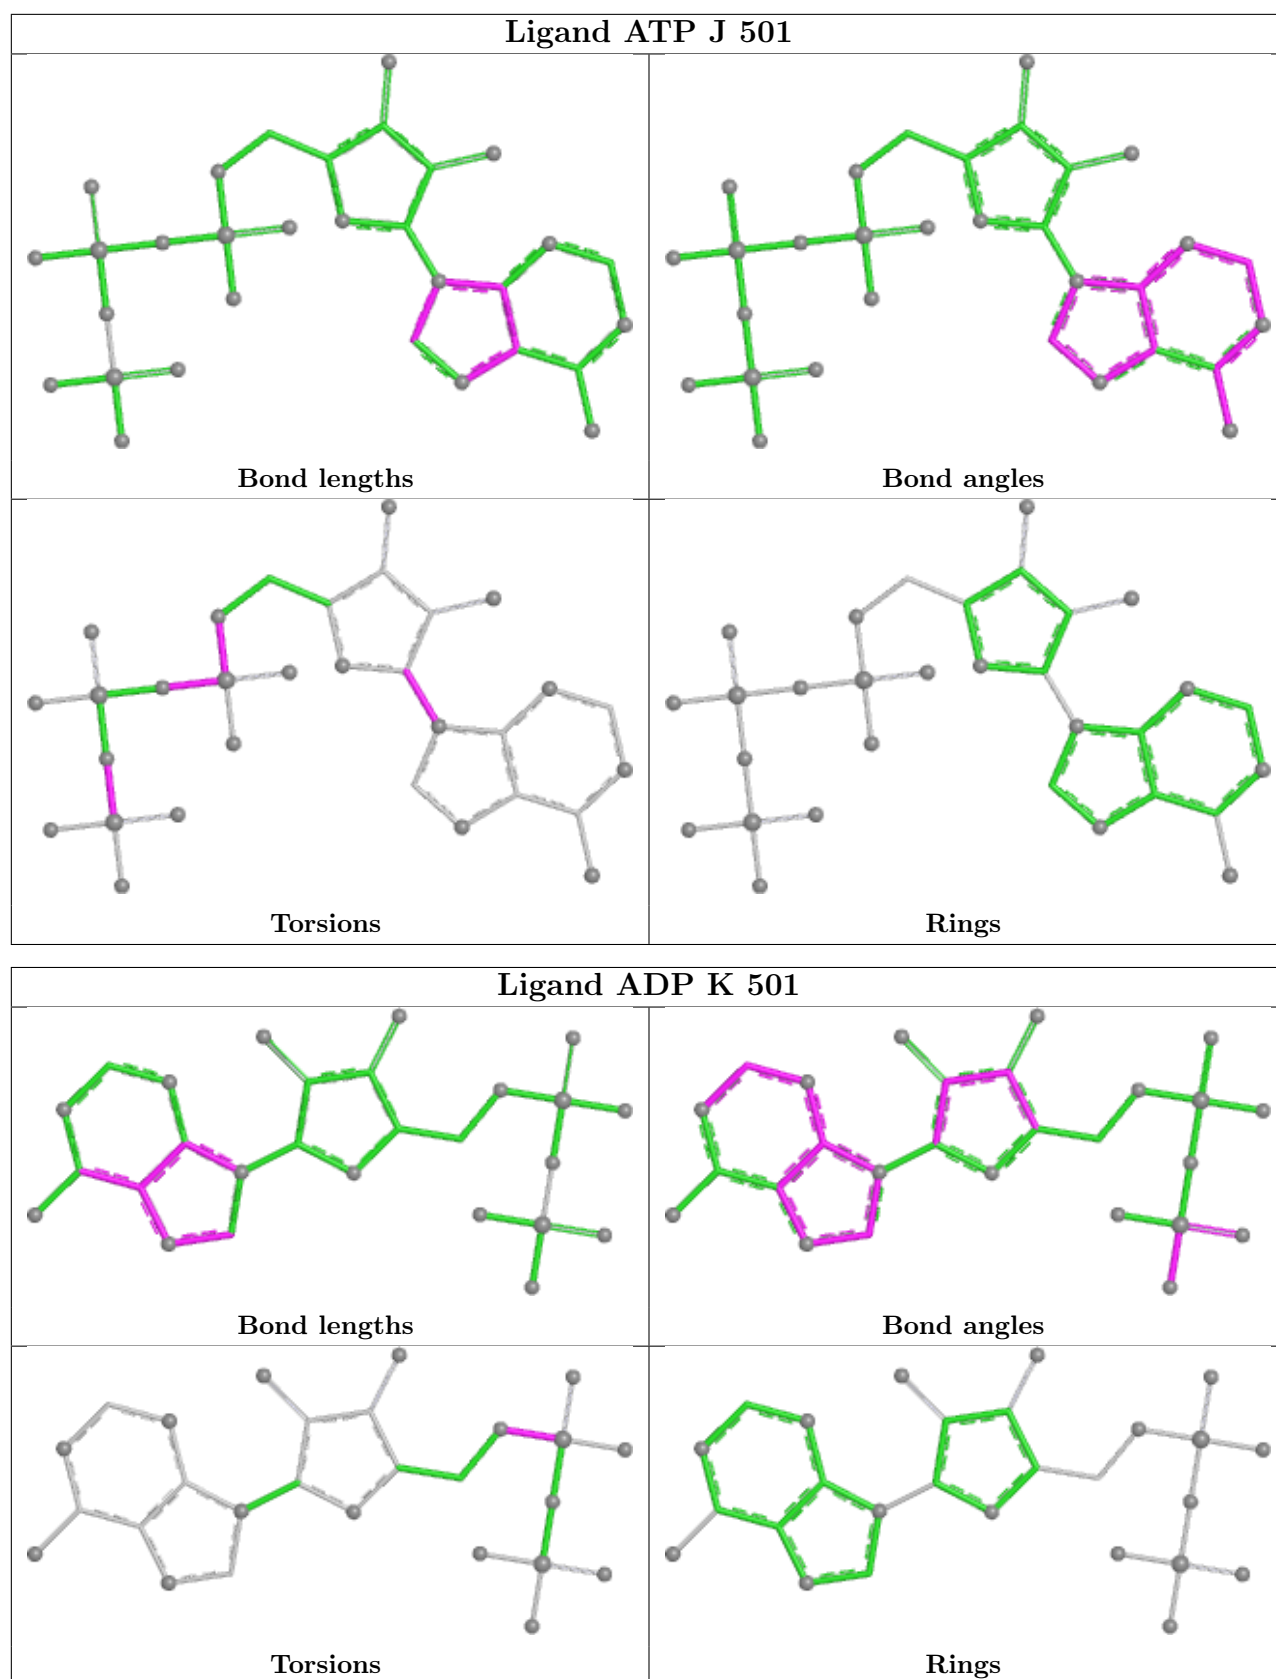 Ligand ATP J 501
Bond lengths
Bond angles
Torsions
Rings
Ligand ADP K 501
Bond lengths
Bond angles
Torsions
Rings